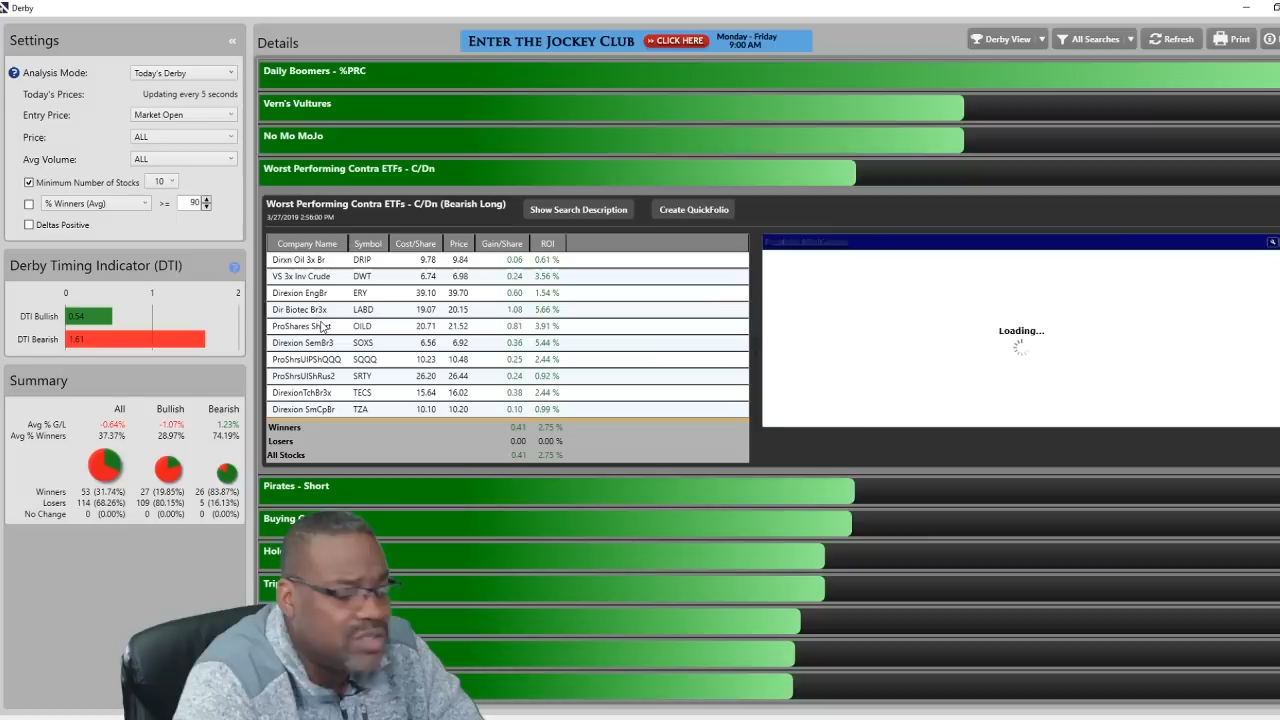 Derby
Settings
«
Analysis Mode: Today's Derby
Today's Prices: Updating every 5 seconds
Entry Price: Market Open
Price: ALL
Avg Volume: ALL
Minimum Number of Stocks 10
% Winners (Avg) >= 90
Deltas Positive
Derby Timing Indicator (DTI)
0 1 2
DTI Bullish 0.54
DTI Bearish 1.61
Summary
All Bullish Bearish
Avg % G/L -0.64% -1.07% 1.23%
Avg % Winners 37.37% 28.97% 74.19%
Winners 53 (31.74%) 27 (19.85%) 26 (83.87%)
Losers 114 (68.26%) 109 (80.15%) 5 (16.13%)
No Change 0 (0.00%) 0 (0.00%) 0 (0.00%)
Details
ENTER THE JOCKEY CLUB
CLICK HERE
Monday - Friday
9:00 AM
Derby View
All Searches
Refresh
Print
Daily Boomers - %PRC
Vern's Vultures
No Mo MoJo
Worst Performing Contra ETFs - C/Dn
Worst Performing Contra ETFs - C/Dn (Bearish Long)
3/27/2019 2:56:00 PM
Show Search Description
Create QuickFolio
Company Name Symbol Cost/Share Price Gain/Share ROI
Dirxn Oil 3x Br DRIP 9.78 9.84 0.06 0.61 %
VS 3x Inv Crude DWT 6.74 6.98 0.24 3.56 %
Direxion EngBr ERY 39.10 39.70 0.60 1.54 %
Dir Biotec Br3x LABD 19.07 20.15 1.08 5.66 %
ProShares OILD 20.71 21.52 0.81 3.91 %
Direxion SemBr3 SOXS 6.56 6.92 0.36 5.44 %
ProShrsUlPShQQQ SQQQ 10.23 10.48 0.25 2.44 %
ProShrsUlShRus2 SRTY 26.20 26.44 0.24 0.92 %
DirexionTchBr3x TECS 15.64 16.02 0.38 2.44 %
Direxion SmCpBr TZA 10.10 10.20 0.10 0.99 %
Winners 0.41 2.75 %
Losers 0.00 0.00 %
All Stocks 0.41 2.75 %
Loading...
Pirates - Short
Buying